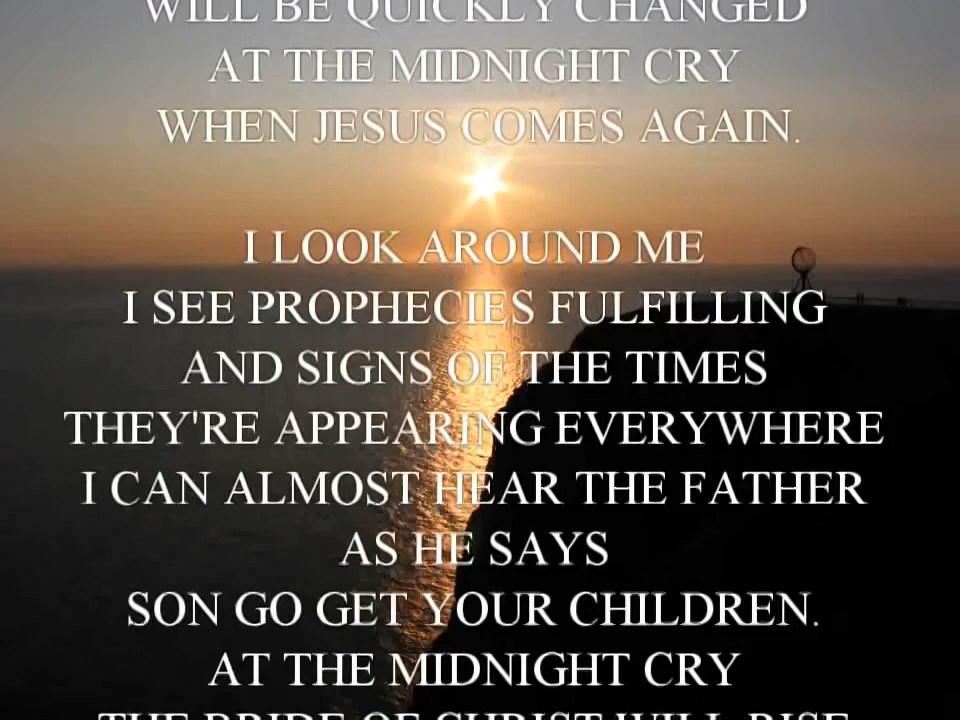 WILL BE QUICKLY CHANGED
AT THE MIDNIGHT CRY
WHEN JESUS COMES AGAIN.
I LOOK AROUND ME
I SEE PROPHECIES FULFILLING
AND SIGNS OF THE TIMES
THEY'RE APPEARING EVERYWHERE
I CAN ALMOST HEAR THE FATHER
AS HE SAYS
SON GO GET YOUR CHILDREN.
AT THE MIDNIGHT CRY
THE BRIDE OF CHRIST WILL RISE